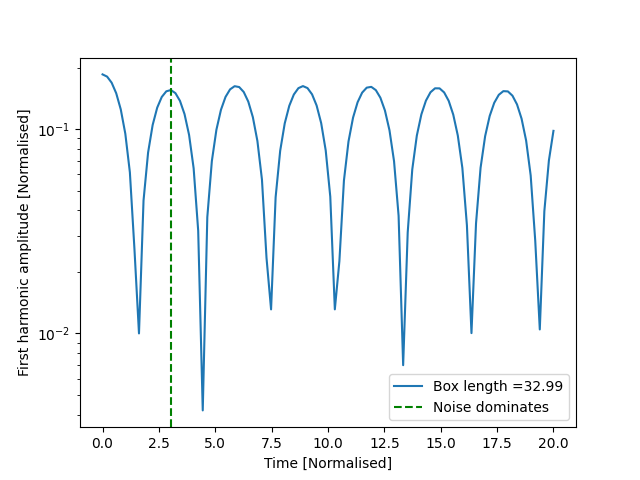 First harmonic amplitude [Normalised]
10⁻¹
10⁻²
Box length =32.99
Noise dominates
0.0 2.5 5.0 7.5 10.0 12.5 15.0 17.5 20.0
Time [Normalised]